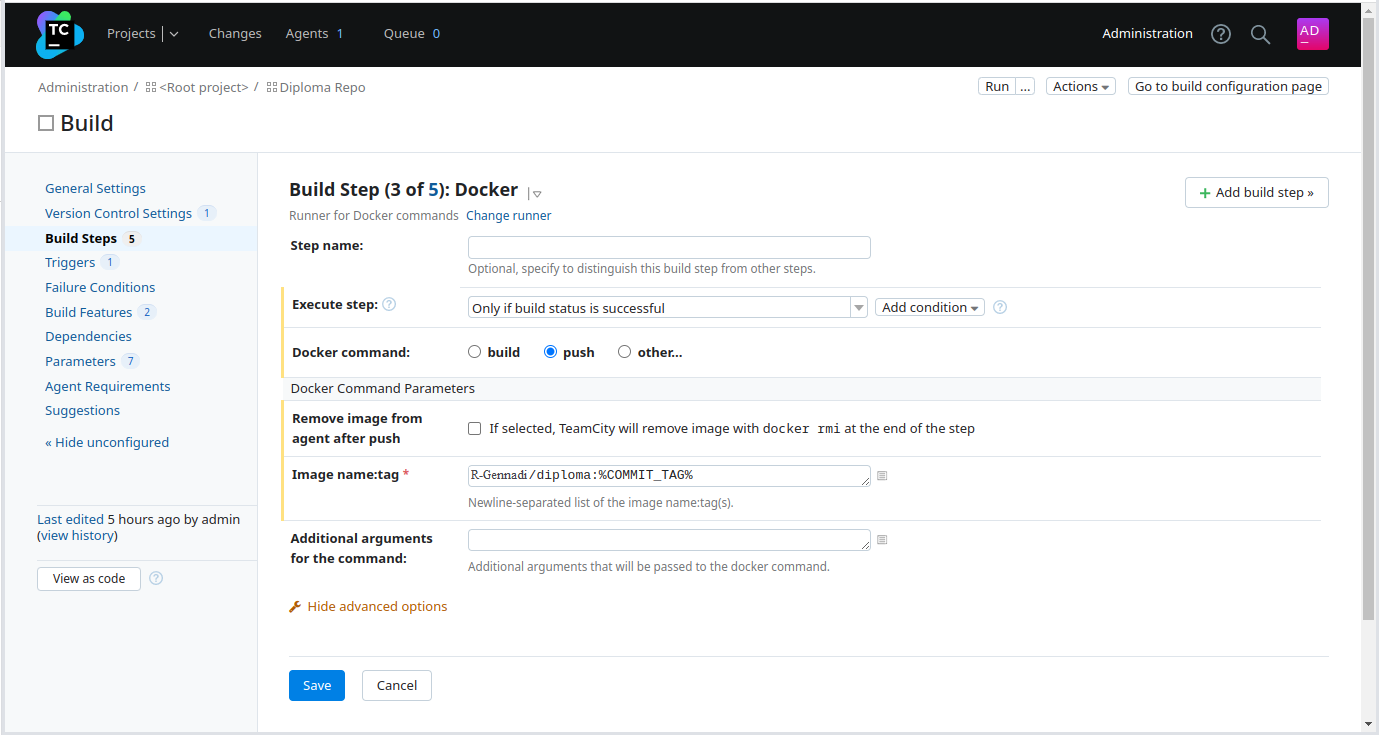 TC
Projects
Changes
Agents 1
Queue 0
Administration
AD
Administration / <Root project> / Diploma Repo
Run ...
Actions
Go to build configuration page
Build
General Settings
Version Control Settings 1
Build Steps 5
Triggers 1
Failure Conditions
Build Features 2
Dependencies
Parameters 7
Agent Requirements
Suggestions
« Hide unconfigured
Last edited 5 hours ago by admin
(view history)
View as code ?
Build Step (3 of 5): Docker
+ Add build step »
Runner for Docker commands Change runner
Step name:
Optional, specify to distinguish this build step from other steps.
Execute step: ?
Only if build status is successful
Add condition ?
Docker command:
build push other...
Docker Command Parameters
Remove image from
agent after push
If selected, TeamCity will remove image with docker rmi at the end of the step
Image name:tag *
R-Gennadi/diploma:%COMMIT_TAG%
Newline-separated list of the image name:tag(s).
Additional arguments
for the command:
Additional arguments that will be passed to the docker command.
Hide advanced options
Save
Cancel